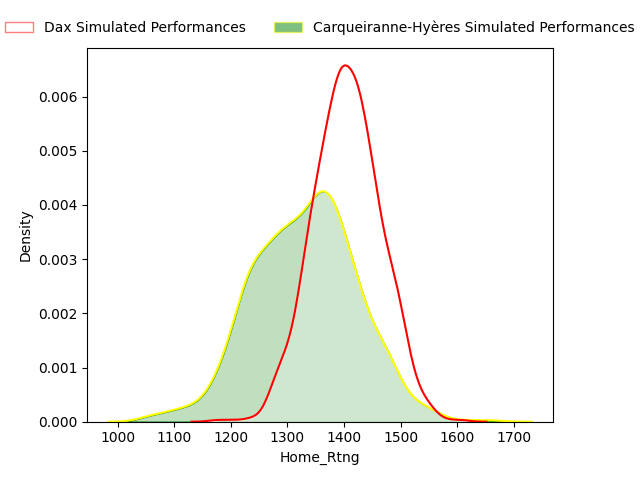 Dax Simulated Performances Carqueiranne-Hyères Simulated Performances
0.006
0.005
0.004
0.003
0.002
0.001
0.000
Density
1000 1100 1200 1300 1400 1500 1600 1700
Home_Rtng